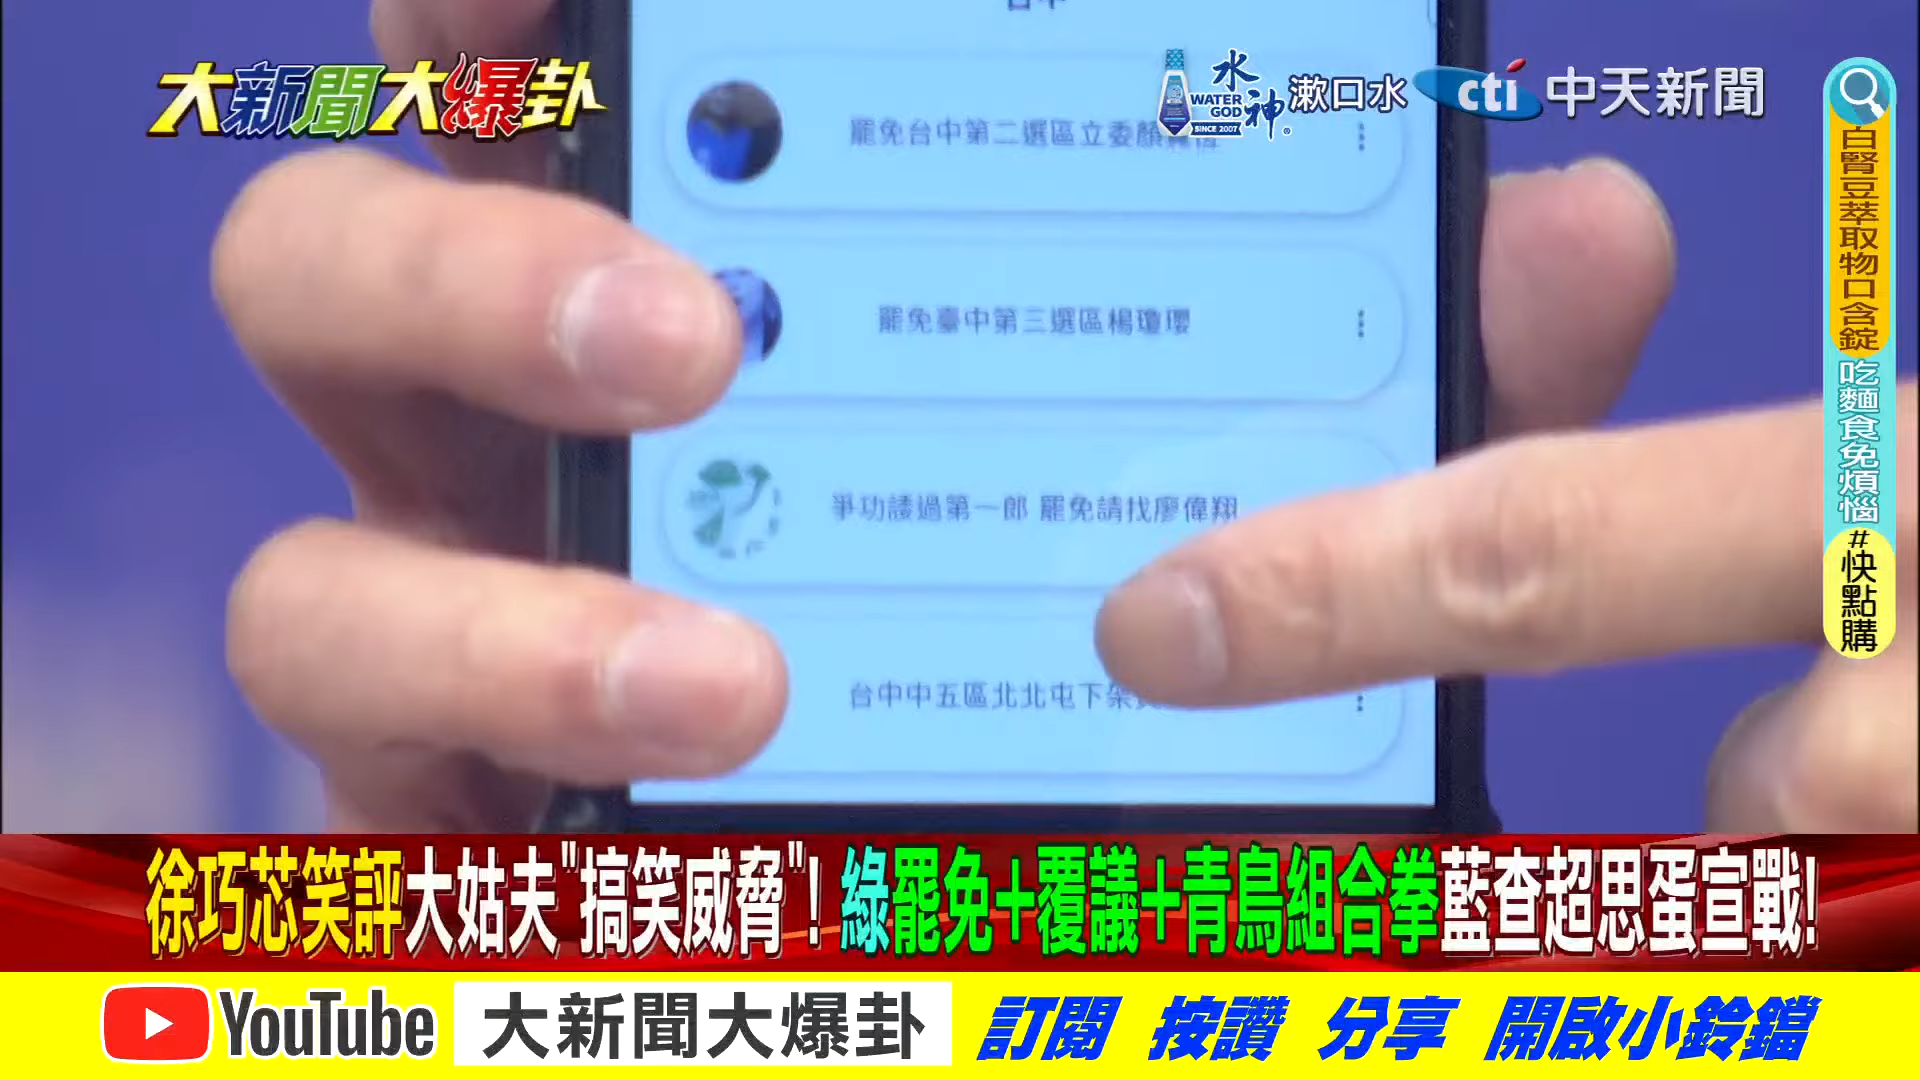 台中
大新聞大爆卦
水神
WATER GOD
SINCE 2007
漱口水
cti 中天新聞
罷免台中第二選區立委顏
罷免臺中第三選區楊瓊瓔
爭功諉過第一郎 罷免請找廖偉翔
台中中五區北北屯下架
白腎豆萃取物口含錠
吃麵食免煩惱
#快點購
徐巧芯笑評大姑夫"搞笑威脅"! 綠罷免+覆議+青鳥組合拳藍查超思蛋宣戰!
YouTube 大新聞大爆卦 訂閱 按讚 分享 開啟小鈴鐺